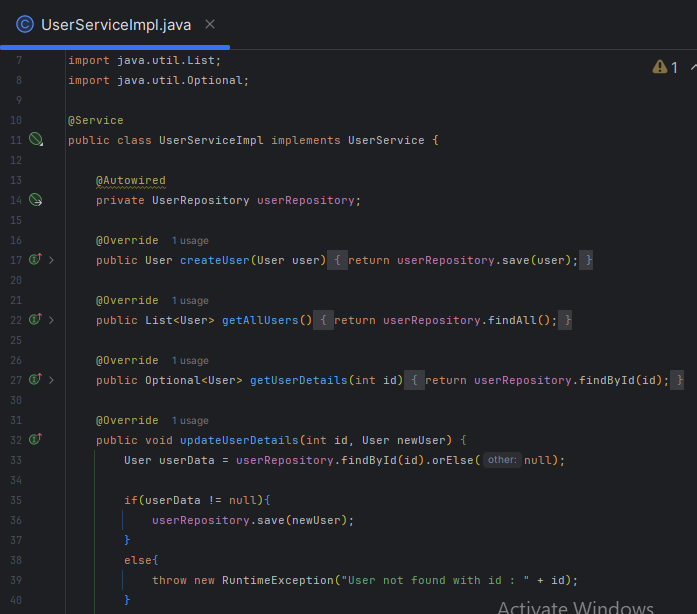 UserServiceImpl.java
7 import java.util.List;
1
8 import java.util.Optional;
9
10 @Service
11 public class UserServiceImpl implements UserService {
12
13 @Autowired
14 private UserRepository userRepository;
15
16 @Override 1 usage
17 public User createUser(User user) { return userRepository.save(user); }
20
21 @Override 1 usage
22 public List<User> getAllUsers() { return userRepository.findAll(); }
25
26 @Override 1 usage
27 public Optional<User> getUserDetails(int id) { return userRepository.findById(id); }
30
31 @Override 1 usage
32 public void updateUserDetails(int id, User newUser) {
33 User userData = userRepository.findById(id).orElse( other: null);
34
35 if(userData != null){
36 userRepository.save(newUser);
37 }
38 else{
39 throw new RuntimeException("User not found with id : " + id);
40 }
Activate Windows